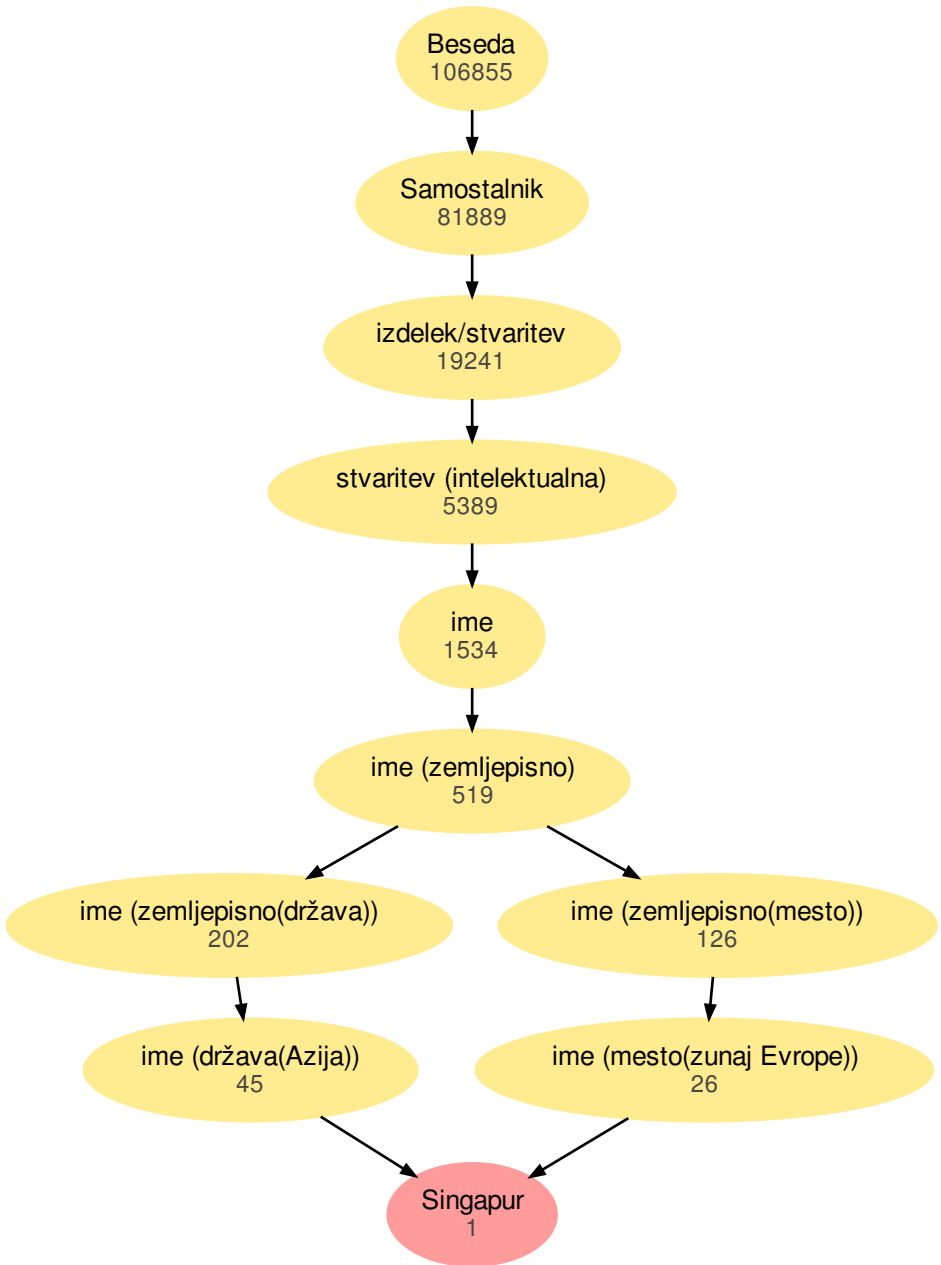 Beseda
106855
Samostalnik
81889
izdelek/stvaritev
19241
stvaritev (intelektualna)
5389
ime
1534
ime (zemljepisno)
519
ime (zemljepisno(država))
202
ime (zemljepisno(mesto))
126
ime (država(Azija))
45
ime (mesto(zunaj Evrope))
26
Singapur
1